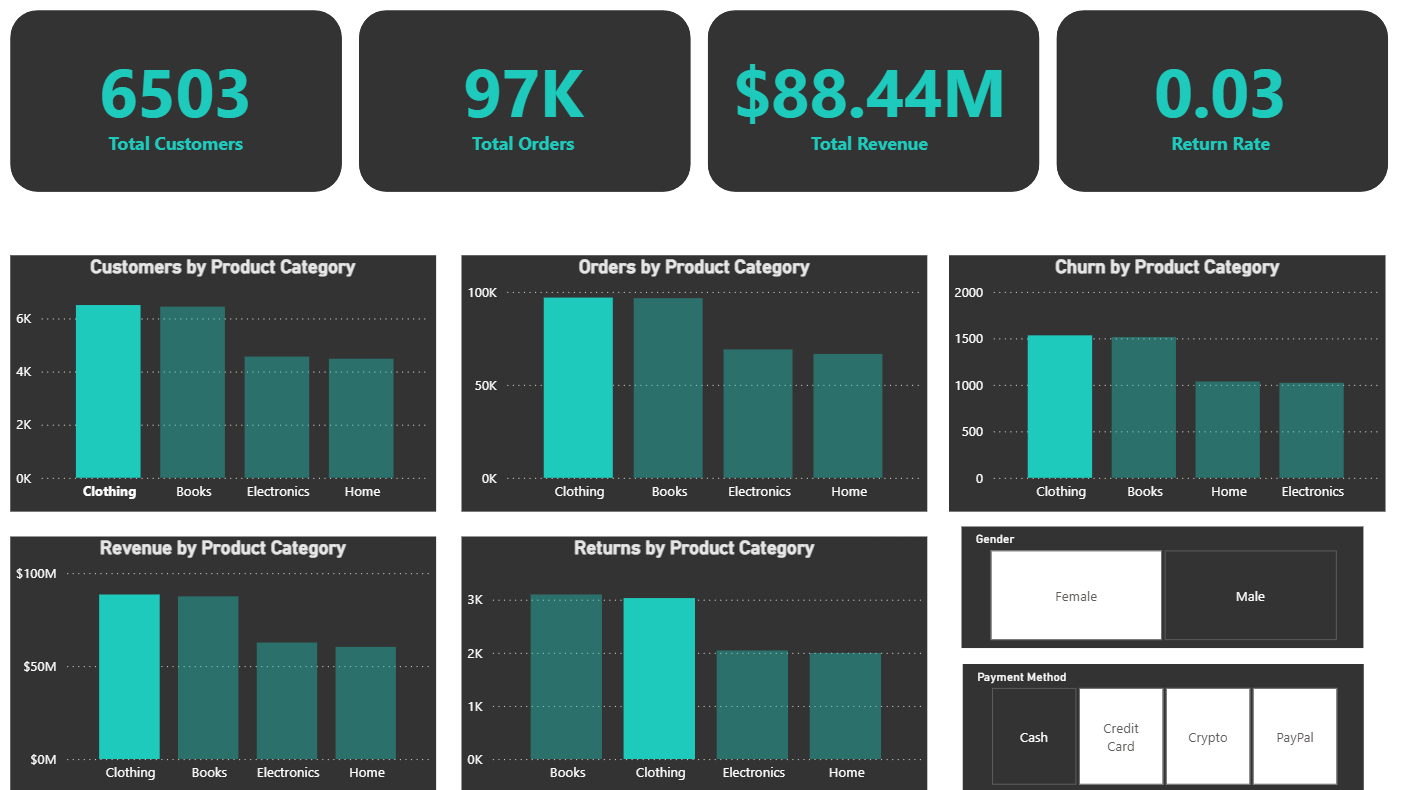 6503
Total Customers
97K
Total Orders
$88.44M
Total Revenue
0.03
Return Rate
Customers by Product Category
6K
4K
2K
0K
Clothing Books Electronics Home
Orders by Product Category
100K
50K
0K
Clothing Books Electronics Home
Churn by Product Category
2000
1500
1000
500
0
Clothing Books Home Electronics
Revenue by Product Category
$100M
$50M
$0M
Clothing Books Electronics Home
Returns by Product Category
3K
2K
1K
0K
Books Clothing Electronics Home
Gender
Female Male
Payment Method
Cash
Credit
Card
Crypto
PayPal